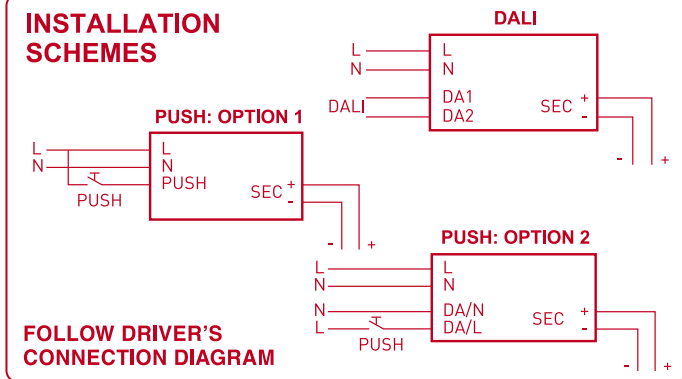 INSTALLATION
SCHEMES
DALI
L
N
DALI
L
N
DA1
DA2
SEC + -
- +
PUSH: OPTION 1
L
N
PUSH
L
N
PUSH
SEC + -
- +
PUSH: OPTION 2
L
N
N
L
PUSH
L
N
DA/N
DA/L
SEC + -
- +
FOLLOW DRIVER'S
CONNECTION DIAGRAM